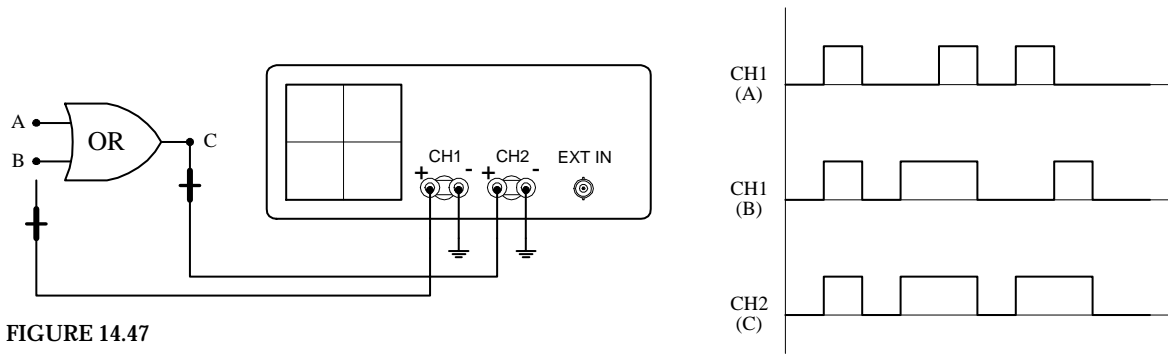 A
B
OR
C
CH1
CH2
EXT IN
+
-
+
-
FIGURE 14.47
CH1
(A)
CH1
(B)
CH2
(C)